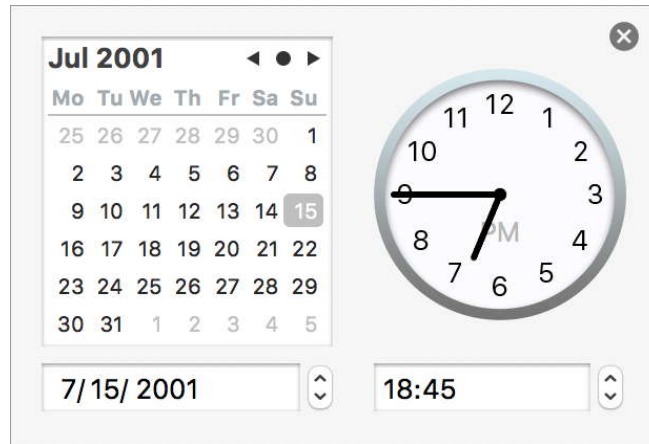 Jul 2001
Mo Tu We Th Fr Sa Su
25 26 27 28 29 30 1
2 3 4 5 6 7 8
9 10 11 12 13 14 15
16 17 18 19 20 21 22
23 24 25 26 27 28 29
30 31 1 2 3 4 5
7/ 15/ 2001
12
11 1
10 2
9 3
PM
8 4
7 5
6
18:45